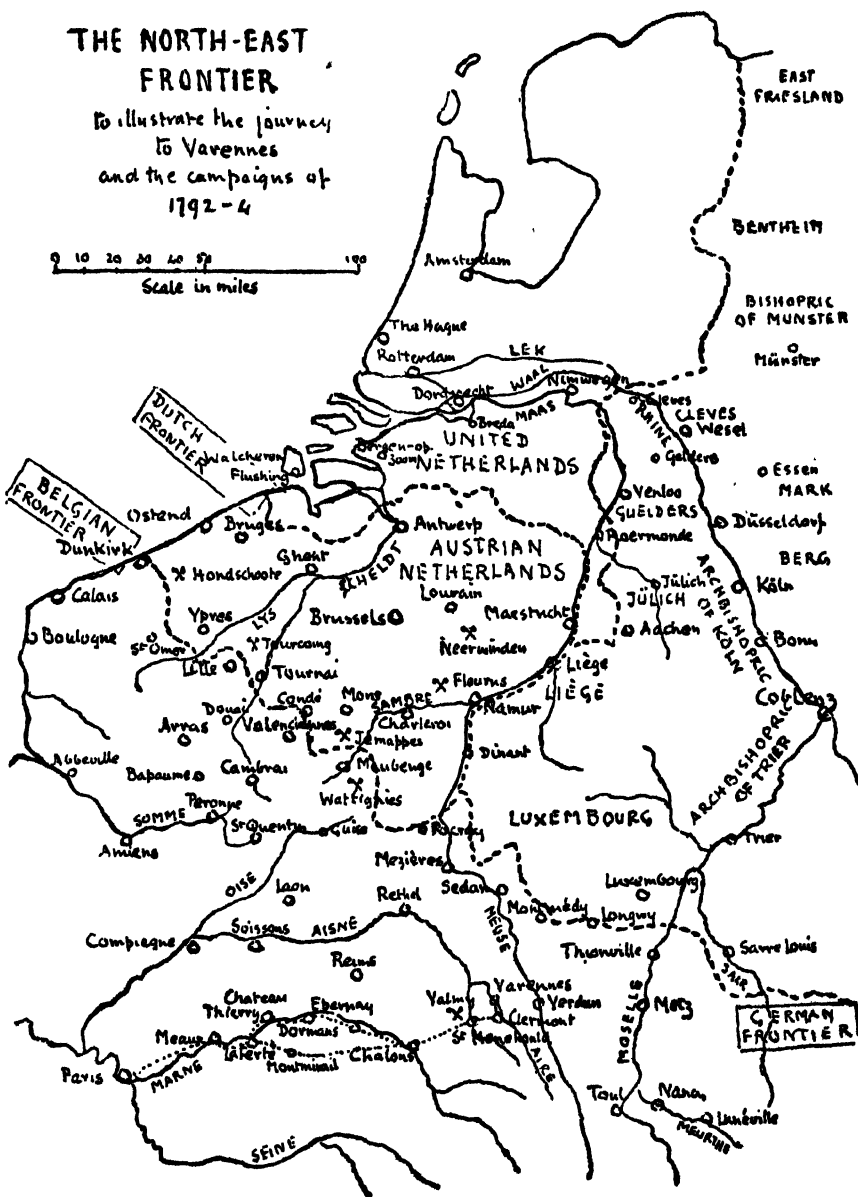 THE NORTH-EAST
FRONTIER
to illustrate the journey
to Varennes
and the campaigns of
1792-4
0 10 20 30 40 50 100
Scale in miles
EAST
FRIESLAND
BENTHEIM
BISHOPRIC
OF MUNSTER
Münster
Amsterdam
The Hague
Rotterdam
LEK
WAAL
Nimwegen
Dordrecht
MAAS
Breda
Cleves
RHINE
CLEVES
Wesel
Gelders
DUTCH
FRONTIER
Walcheren
Flushing
Bergen-op-
Zoom
UNITED
NETHERLANDS
Essen
MARK
Venloo
GUELDERS
BELGIAN
FRONTIER
Ostend
Bruges
Antwerp
Roermonde
Düsseldorf
Dunkirk
Hondschoote
Ghent
SCHELDT
AUSTRIAN
NETHERLANDS
BERG
Calais
Ypres
LYS
Brussels
Louvain
Maestricht
Jülich
JÜLICH
ARCHBISHOPRIC
OF KÖLN
Köln
Boulogne
St Omer
Tourcoing
Neerwinden
Aachen
Bonn
Lille
Tournai
Fleurus
Liège
LIÈGE
Coblenz
Douai
Condé
Mons
SAMBRE
Charleroi
Namur
Arras
Valenciennes
Jemappes
Dinant
ARCHBISHOPRIC
OF TRIER
Abbeville
Bapaume
Cambrai
Maubeuge
Wattignies
SOMME
Peronne
St Quentin
Guise
Rocroy
LUXEMBOURG
Trier
Amiens
Mezières
OISE
Laon
Rethel
Sedan
Luxembourg
Montmédy
Longwy
MEUSE
Compiegne
Soissons
AISNE
Thionville
Sarre Louis
SAAR
Reims
Varennes
Chateau
Thierry
Epernay
Valmy
Verdun
Metz
GERMAN
FRONTIER
Meaux
Dormans
Clermont
St Menehould
Laferté
Montmirail
Chalons
AIRE
MOSELLE
Paris
MARNE
Toul
Nancy
Lunéville
MEURTHE
SEINE